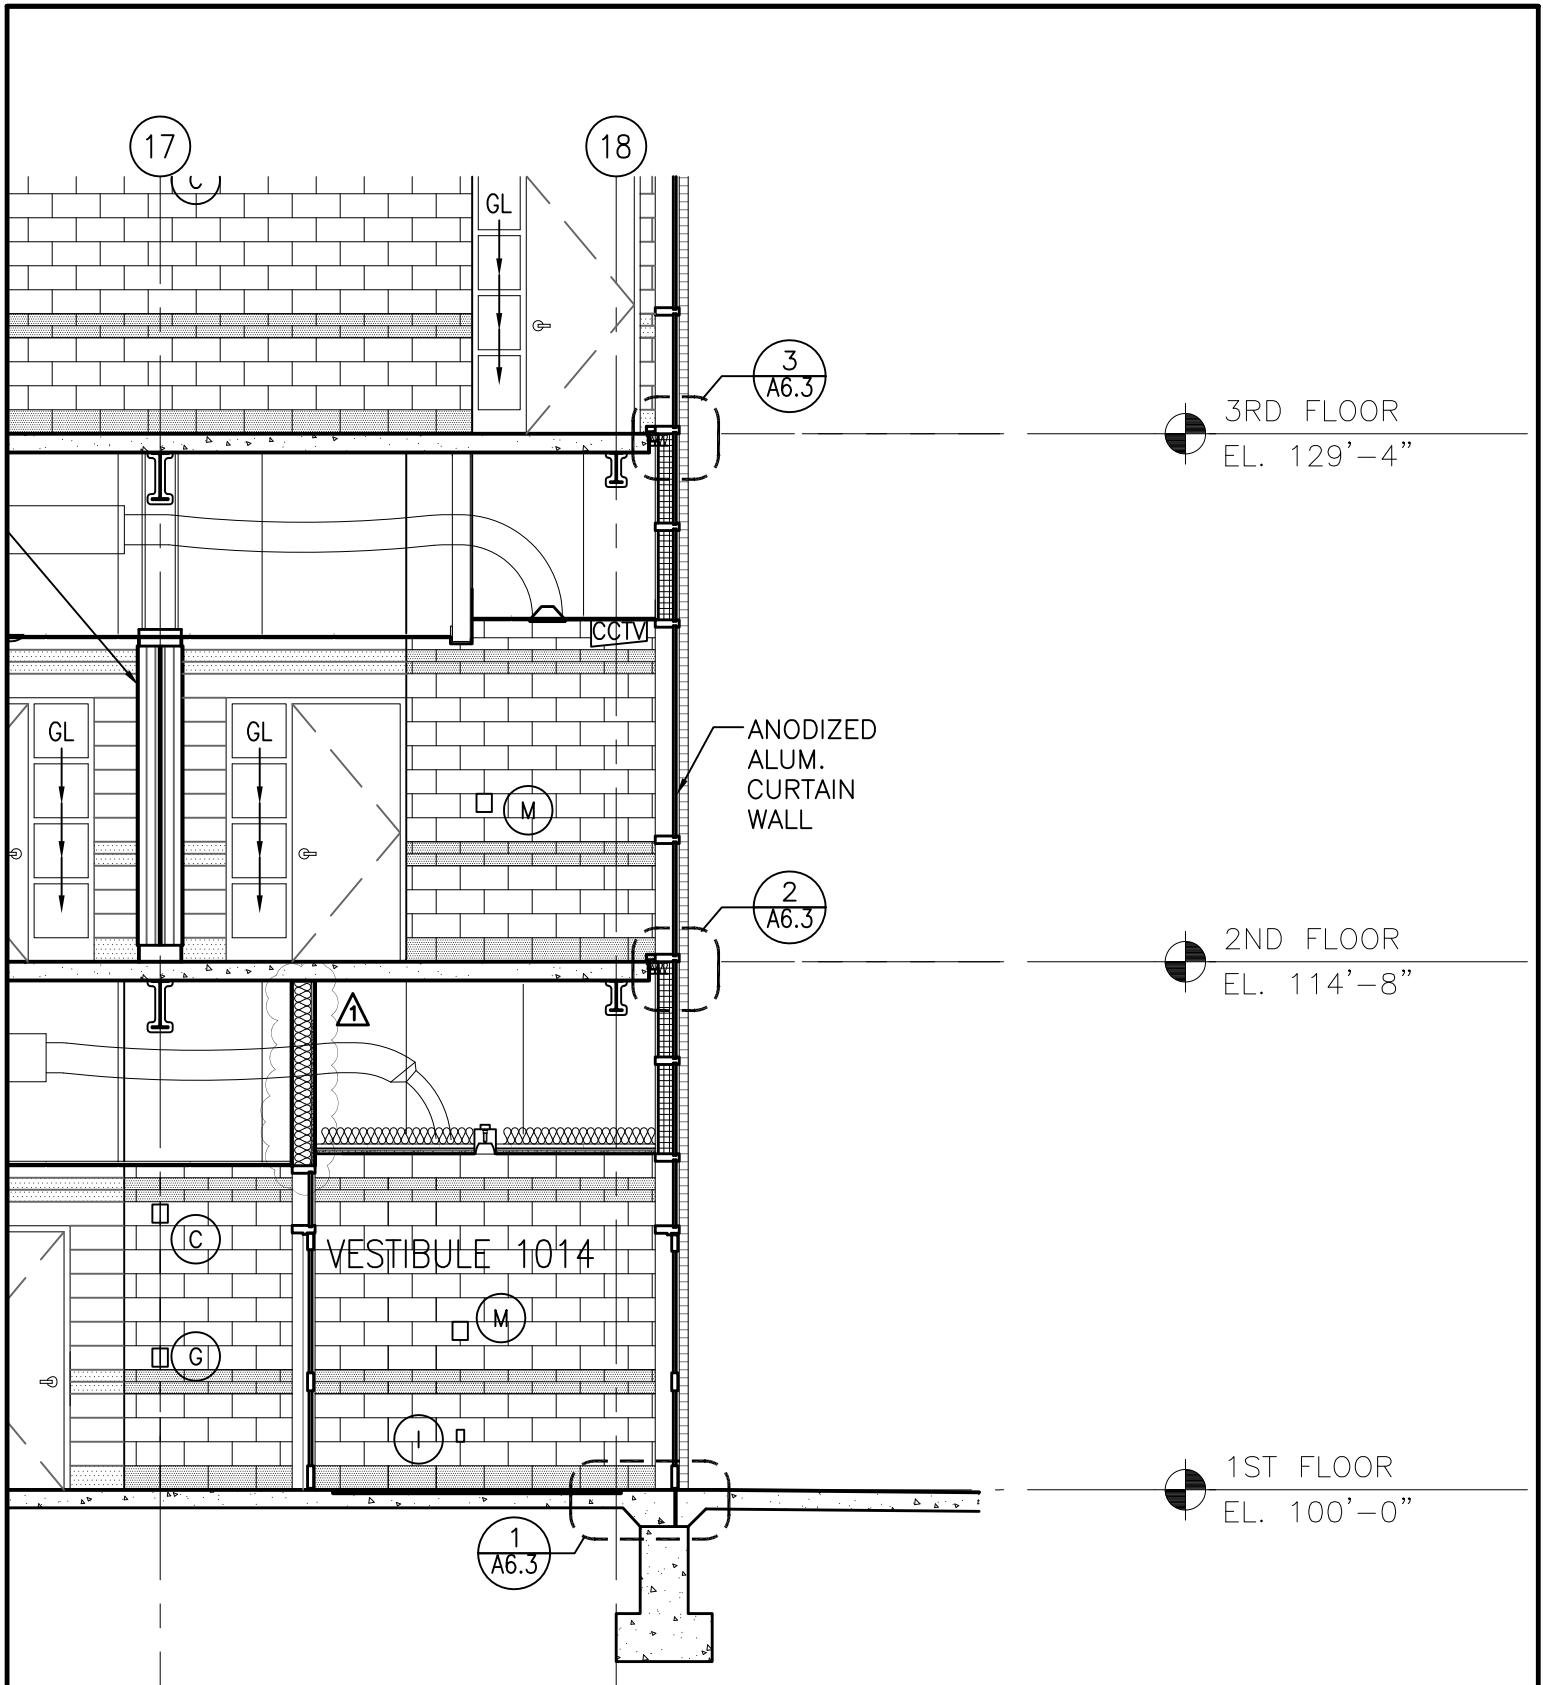 17
18
C
GL
3
A6.3
3RD FLOOR
EL. 129'-4"
CCTV
GL
GL
ANODIZED
ALUM.
CURTAIN
WALL
M
2
A6.3
2ND FLOOR
EL. 114'-8"
1
C
VESTIBULE 1014
M
G
I
1ST FLOOR
EL. 100'-0"
1
A6.3